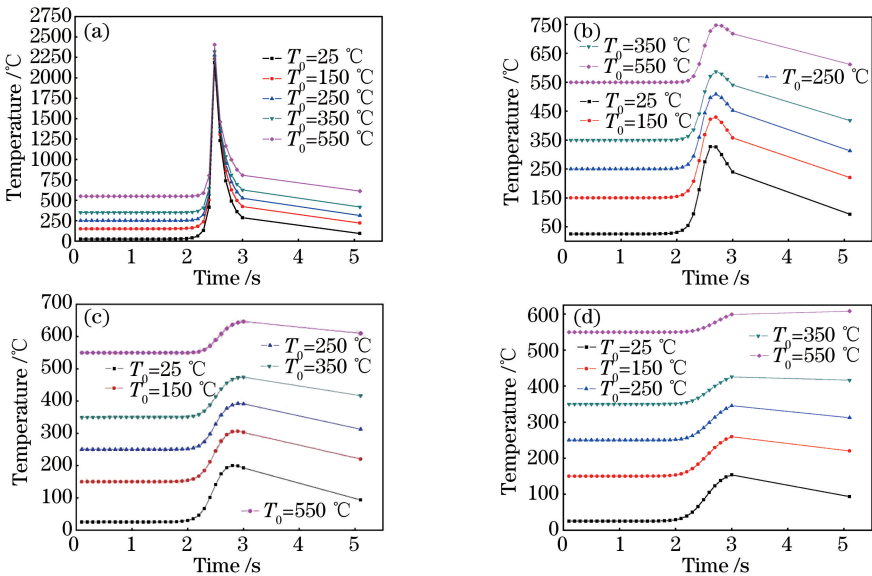 (a)
Temperature /℃
2750
2500
2250
2000
1750
1500
1250
1000
750
500
250
0
T0=25 ℃
T0=150 ℃
T0=250 ℃
T0=350 ℃
T0=550 ℃
0 1 2 3 4 5
Time /s
(b)
Temperature /℃
750
650
550
450
350
250
150
50
T0=350 ℃
T0=550 ℃
T0=250 ℃
T0=25 ℃
T0=150 ℃
0 1 2 3 4 5
Time /s
(c)
Temperature /℃
700
600
500
400
300
200
100
0
T0=250 ℃
T0=350 ℃
T0=25 ℃
T0=150 ℃
T0=550 ℃
0 1 2 3 4 5
Time /s
(d)
Temperature /℃
600
500
400
300
200
100
0
T0=350 ℃
T0=550 ℃
T0=25 ℃
T0=150 ℃
T0=250 ℃
0 1 2 3 4 5
Time /s